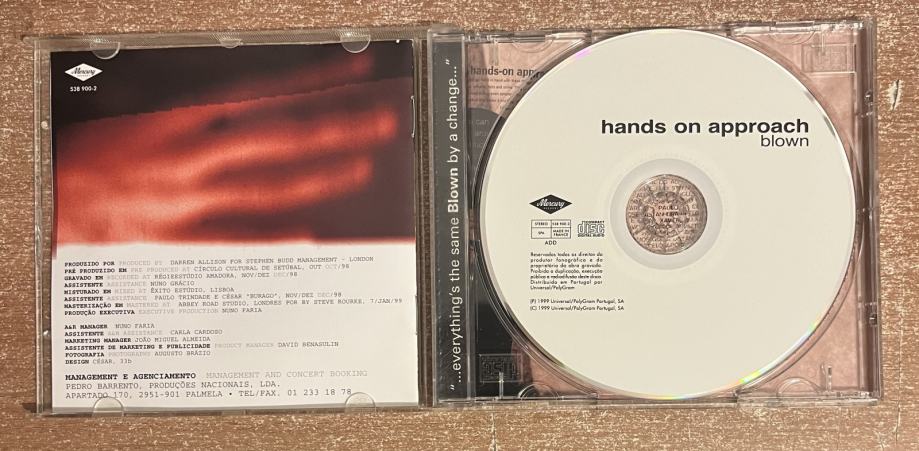 Mercury
538 900-2
PRODUZIDO POR PRODUCED BY DARREN ALLISON FOR STEPHEN BUDD MANAGEMENT - LONDON
PRÉ PRODUZIDO EM PRE PRODUCED AT CÍRCULO CULTURAL DE SETÚBAL, OUT OCT/98
GRAVADO EM RECORDED AT RÉGIESTÚDIO AMADORA, NOV/DEZ DEC/98
ASSISTENTE ASSISTANCE NUNO GRÁCIO
MISTURADO EM MIXED AT ÊXITO ESTÚDIO, LISBOA
ASSISTENTE ASSISTANCE PAULO TRINDADE E CÉSAR "BURAGO", NOV/DEZ DEC/98
MASTERIZAÇÃO EM MASTERED AT ABBEY ROAD STUDIO, LONDRES POR BY STEVE ROURKE, 7/JAN/99
PRODUÇÃO EXECUTIVA EXECUTIVE PRODUCTION NUNO FARIA
A&R MANAGER NUNO FARIA
ASSISTENTE A&R ASSISTANCE CARLA CARDOSO
MARKETING MANAGER JOÃO MIGUEL ALMEIDA
ASSISTENTE DE MARKETING E PUBLICIDADE PRODUCT MANAGER DAVID BENASULIN
FOTOGRAFIA PHOTOGRAPHY AUGUSTO BRÁZIO
DESIGN CÉSAR, 33b
MANAGEMENT E AGENCIAMENTO MANAGEMENT AND CONCERT BOOKING
PEDRO BARRENTO, PRODUÇÕES NACIONAIS, LDA.
APARTADO 170, 2951-901 PALMELA • TEL/FAX. 01 233 18 78
"...everything's the same Blown by a change..."
hands-on appr
hands on approach
blown
Mercury
STEREO 538 900-2
SPA MADE IN FRANCE
COMPACT disc DIGITAL AUDIO
ADD
Reservados todos os direitos do
produtor fonográfico e do
proprietário da obra gravada.
Proibida a duplicação, execução
pública e radiodifusão deste disco.
Distribuído em Portugal por
Universal/PolyGram
(P) 1999 Universal/PolyGram Portugal, SA
(C) 1999 Universal/PolyGram Portugal, SA